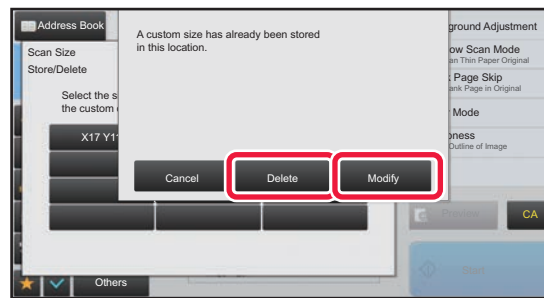 Address Book
Scan Size
Store/Delete
Select the s
the custom
X17 Y1
A custom size has already been stored
in this location.
Cancel
Delete
Modify
Others
ground Adjustment
ow Scan Mode
an Thin Paper Original
Page Skip
ank Page in Original
Mode
oness
Outline of Image
Preview
CA
Start